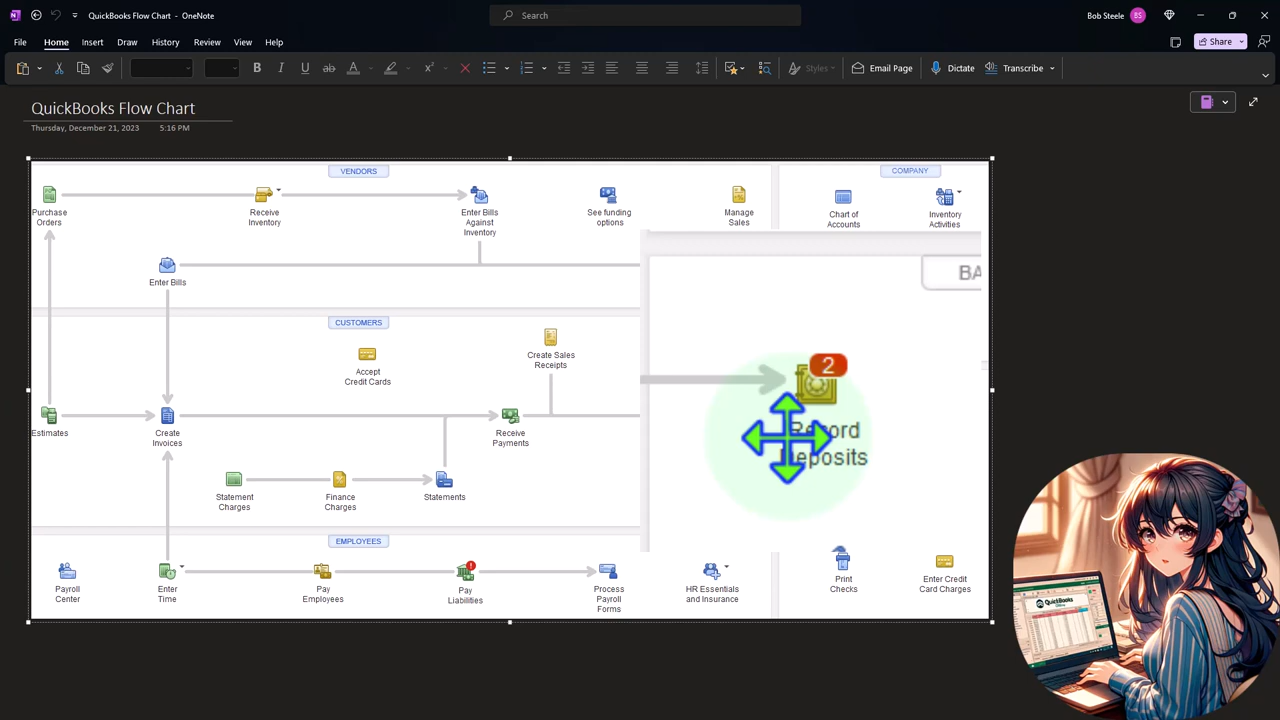 QuickBooks Flow Chart - OneNote
Search
Bob Steele
BS
File
Home
Insert
Draw
History
Review
View
Help
Share
Email Page
Dictate
Transcribe
Styles
QuickBooks Flow Chart
Thursday, December 21, 2023
5:16 PM
VENDORS
COMPANY
Purchase
Orders
Receive
Inventory
Enter Bills
Against
Inventory
See funding
options
Manage
Sales
Chart of
Accounts
Inventory
Activities
Enter Bills
CUSTOMERS
Create Sales
Receipts
Accept
Credit Cards
2
Record
Deposits
Estimates
Create
Invoices
Receive
Payments
Statement
Charges
Finance
Charges
Statements
EMPLOYEES
Payroll
Center
Enter
Time
Pay
Employees
Pay
Liabilities
Process
Payroll
Forms
HR Essentials
and Insurance
Print
Checks
Enter Credit
Card Charges
QuickBooks